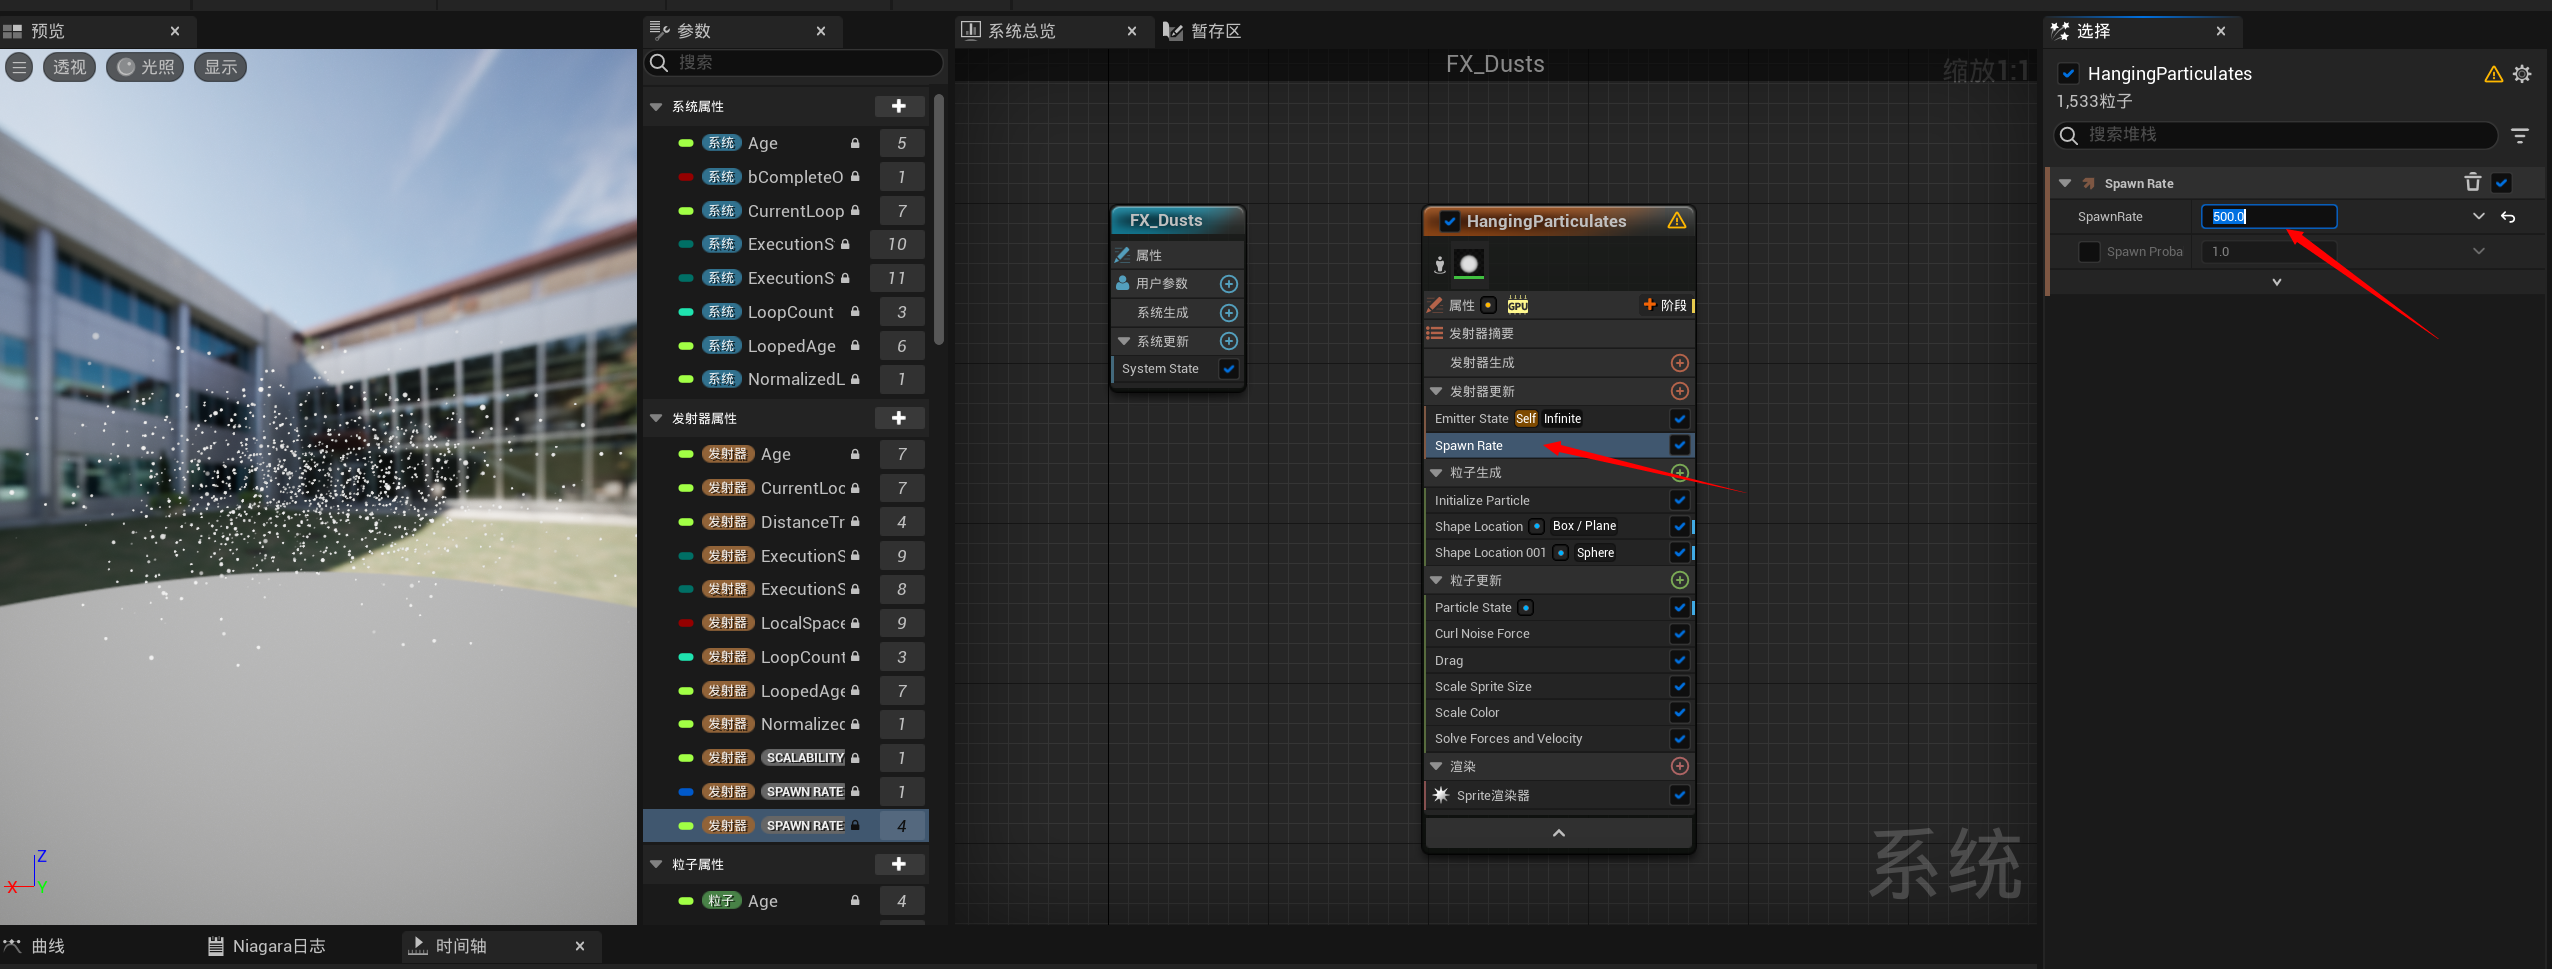 预览
参数
系统总览
暂存区
选择
透视
光照
显示
搜索
FX_Dusts
缩放1:1
HangingParticulates
1,533粒子
搜索堆栈
系统属性
系统 Age 5
系统 bCompleteO 1
系统 CurrentLoop 7
系统 ExecutionS 10
系统 ExecutionS 11
系统 LoopCount 3
系统 LoopedAge 6
系统 NormalizedL 1
发射器属性
发射器 Age 7
发射器 CurrentLoc 7
发射器 DistanceTr 4
发射器 ExecutionS 9
发射器 ExecutionS 8
发射器 LocalSpace 9
发射器 LoopCount 3
发射器 LoopedAge 7
发射器 Normalized 1
发射器 SCALABILITY 1
发射器 SPAWN RATE 1
发射器 SPAWN RATE 4
粒子属性
粒子 Age 4
FX_Dusts
属性
用户参数
系统生成
系统更新
System State
HangingParticulates
属性 GPU 阶段
发射器摘要
发射器生成
发射器更新
Emitter State Self Infinite
Spawn Rate
粒子生成
Initialize Particle
Shape Location Box / Plane
Shape Location 001 Sphere
粒子更新
Particle State
Curl Noise Force
Drag
Scale Sprite Size
Scale Color
Solve Forces and Velocity
渲染
Sprite渲染器
系统
Spawn Rate
SpawnRate 500.0
Spawn Proba 1.0
Z
X
Y
曲线
Niagara日志
时间轴